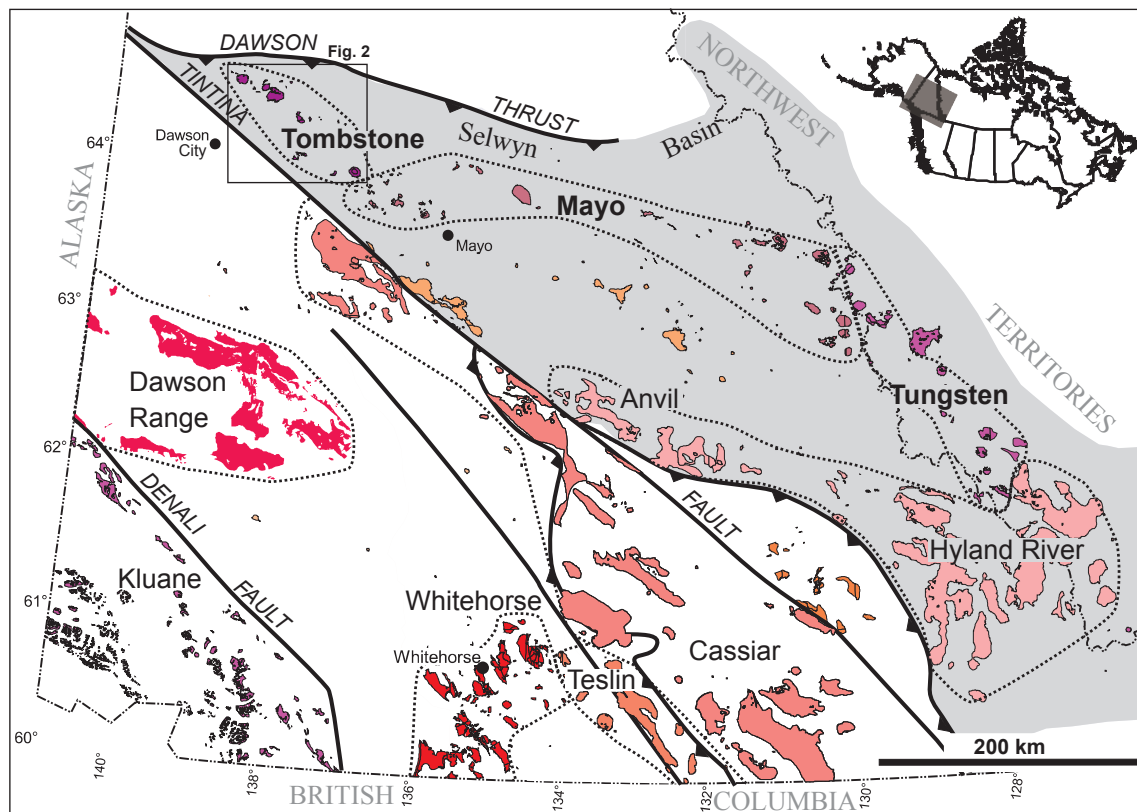 DAWSON
Fig. 2
NORTHWEST
TINTINA
THRUST
Dawson
City
64°
Tombstone
Selwyn
Basin
ALASKA
Mayo
Mayo
63°
TERRITORIES
Dawson
Range
Anvil
Tungsten
62°
DENALI
FAULT
Hyland River
Kluane
FAULT
61°
Whitehorse
Whitehorse
Cassiar
Teslin
60°
200 km
140°
138°
136°
134°
132°
130°
128°
BRITISH
COLUMBIA